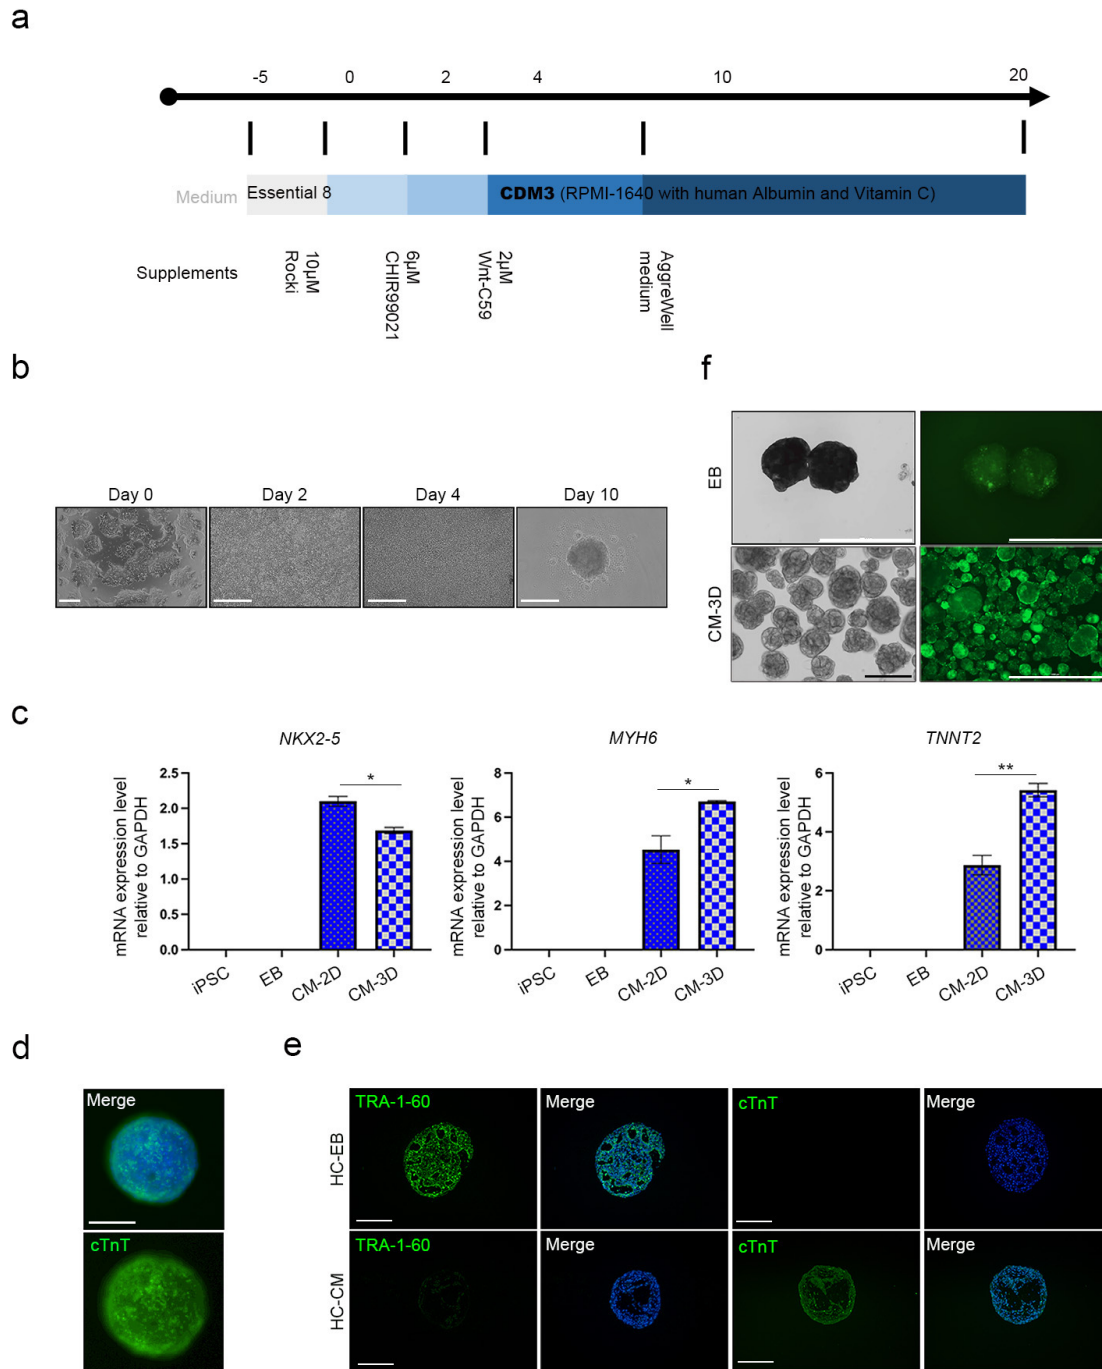 a
-5 0 2 4 10 20
Medium
Essential 8
CDM3 (RPMI-1640 with human Albumin and Vitamin C)
Supplements
10µM
Rocki
6µM
CHIR99021
2µM
Wnt-C59
AggreWell
medium
b
Day 0 Day 2 Day 4 Day 10
f
EB
CM-3D
c
NKX2-5
mRNA expression level
relative to GAPDH
2.5
2.0
1.5
1.0
0.5
0.0
*
iPSC EB CM-2D CM-3D
MYH6
mRNA expression level
relative to GAPDH
8
6
4
2
0
*
iPSC EB CM-2D CM-3D
TNNT2
mRNA expression level
relative to GAPDH
6
4
2
0
**
iPSC EB CM-2D CM-3D
d
Merge
cTnT
e
HC-EB
TRA-1-60 Merge cTnT Merge
HC-CM
TRA-1-60 Merge cTnT Merge